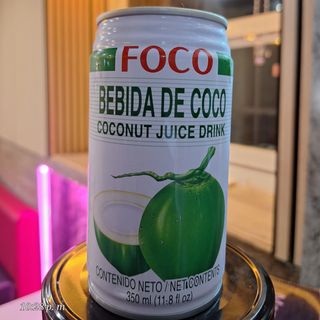 FOCO
BEBIDA DE COCO
COCONUT JUICE DRINK
CONTENIDO NETO / NET CONTENTS
350 ml (11.8 fl oz)